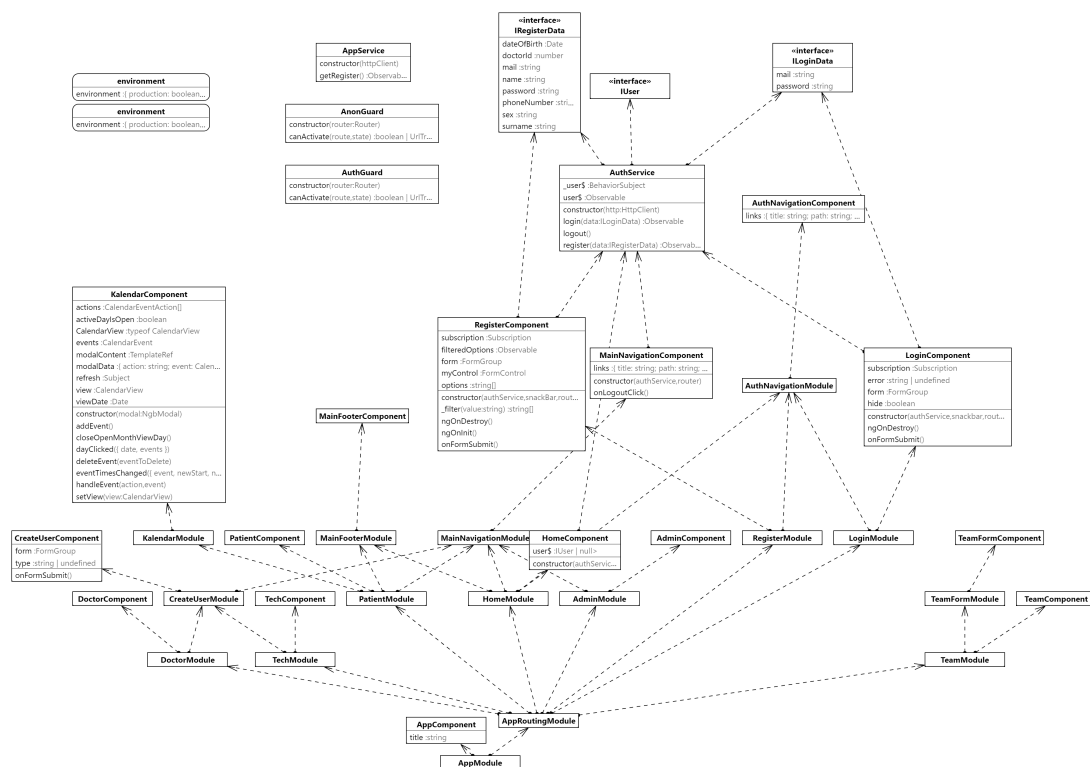 «interface»
IRegisterData
dateOfBirth :Date
doctorId :number
mail :string
name :string
password :string
phoneNumber :stri...
sex :string
surname :string
AppService
constructor(httpClient)
getRegister() :Observab...
«interface»
ILoginData
mail :string
password :string
«interface»
IUser
environment
environment :{ production: boolean...
environment
environment :{ production: boolean...
AnonGuard
constructor(router:Router)
canActivate(route,state) :boolean | UrlTr...
AuthGuard
constructor(router:Router)
canActivate(route,state) :boolean | UrlTr...
AuthService
_user$ :BehaviorSubject
user$ :Observable
constructor(http:HttpClient)
login(data:ILoginData) :Observable
logout()
register(data:IRegisterData) :Observab...
AuthNavigationComponent
links :{ title: string; path: string; ...
KalendarComponent
actions :CalendarEventAction[]
activeDayIsOpen :boolean
CalendarView :typeof CalendarView
events :CalendarEvent
modalContent :TemplateRef
modalData :{ action: string; event: Calen...
refresh :Subject
view :CalendarView
viewDate :Date
constructor(modal:NgbModal)
addEvent()
closeOpenMonthViewDay()
dayClicked({ date, events })
deleteEvent(eventToDelete)
eventTimesChanged({ event, newStart, n...
handleEvent(action,event)
setView(view:CalendarView)
RegisterComponent
subscription :Subscription
filteredOptions :Observable
form :FormGroup
myControl :FormControl
options :string[]
constructor(authService,snackBar,rout...
_filter(value:string) :string[]
ngOnDestroy()
ngOnInit()
onFormSubmit()
MainNavigationComponent
links :{ title: string; path: string; ...
constructor(authService,router)
onLogoutClick()
LoginComponent
subscription :Subscription
error :string | undefined
form :FormGroup
hide :boolean
constructor(authService,snackbar,rout...
ngOnDestroy()
onFormSubmit()
AuthNavigationModule
MainFooterComponent
CreateUserComponent
form :FormGroup
type :string | undefined
onFormSubmit()
KalendarModule
PatientComponent
MainFooterModule
MainNavigationModule
HomeComponent
user$ :IUser | null>
constructor(authServic...
AdminComponent
RegisterModule
LoginModule
TeamFormComponent
DoctorComponent
CreateUserModule
TechComponent
PatientModule
HomeModule
AdminModule
TeamFormModule
TeamComponent
DoctorModule
TechModule
TeamModule
AppRoutingModule
AppComponent
title :string
AppModule